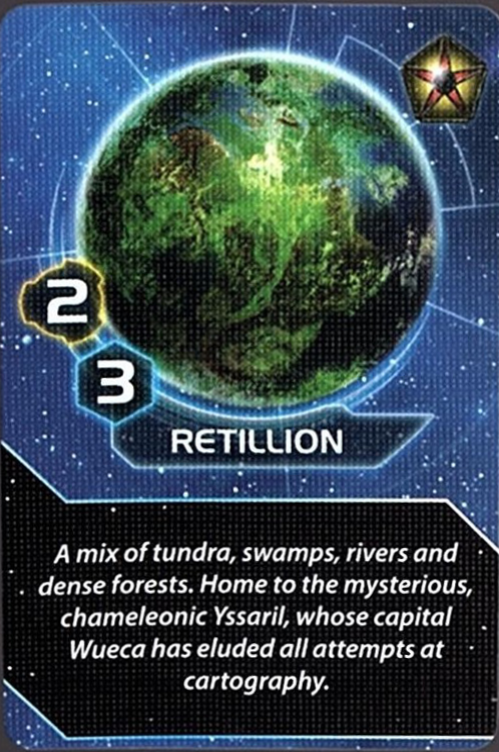 2
3
RETILLION
A mix of tundra, swamps, rivers and
dense forests. Home to the mysterious,
chameleonic Yssaril, whose capital
Wueca has eluded all attempts at
cartography.